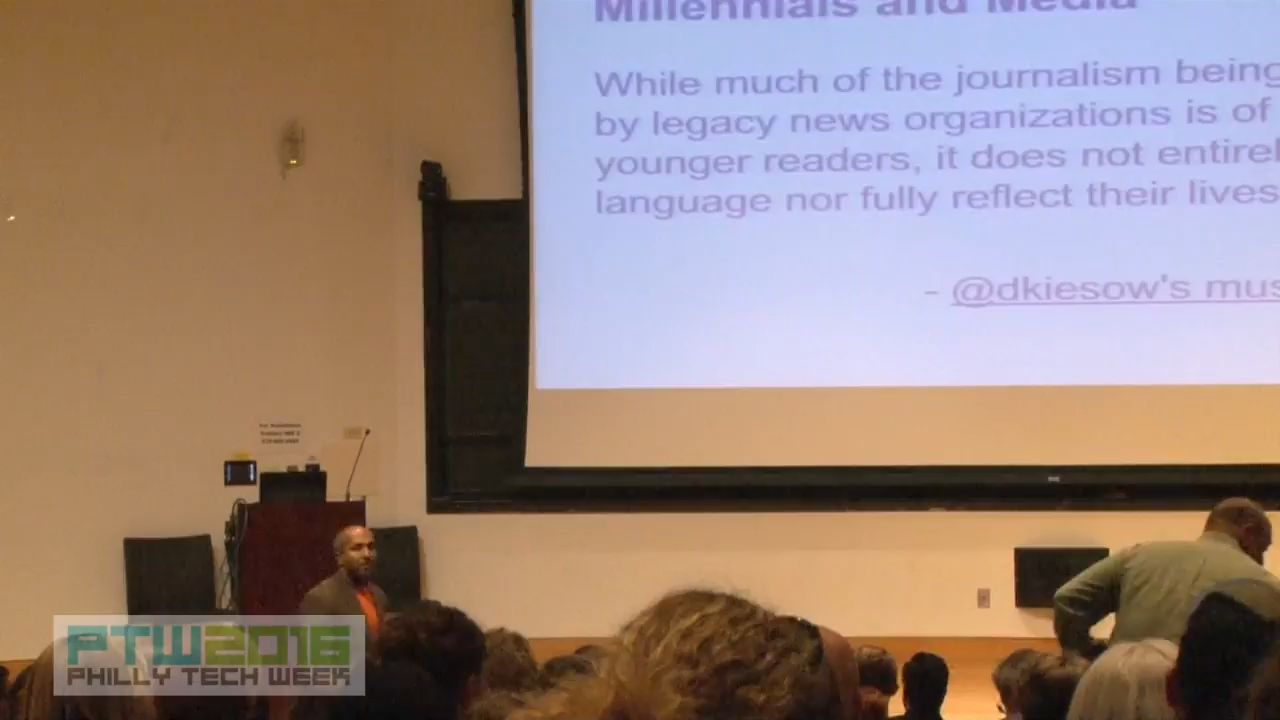 Millennials and Media
While much of the journalism being
by legacy news organizations is of
younger readers, it does not entirel
language nor fully reflect their lives
- @dkiesow's mus
PTW2016
PHILLY TECH WEEK